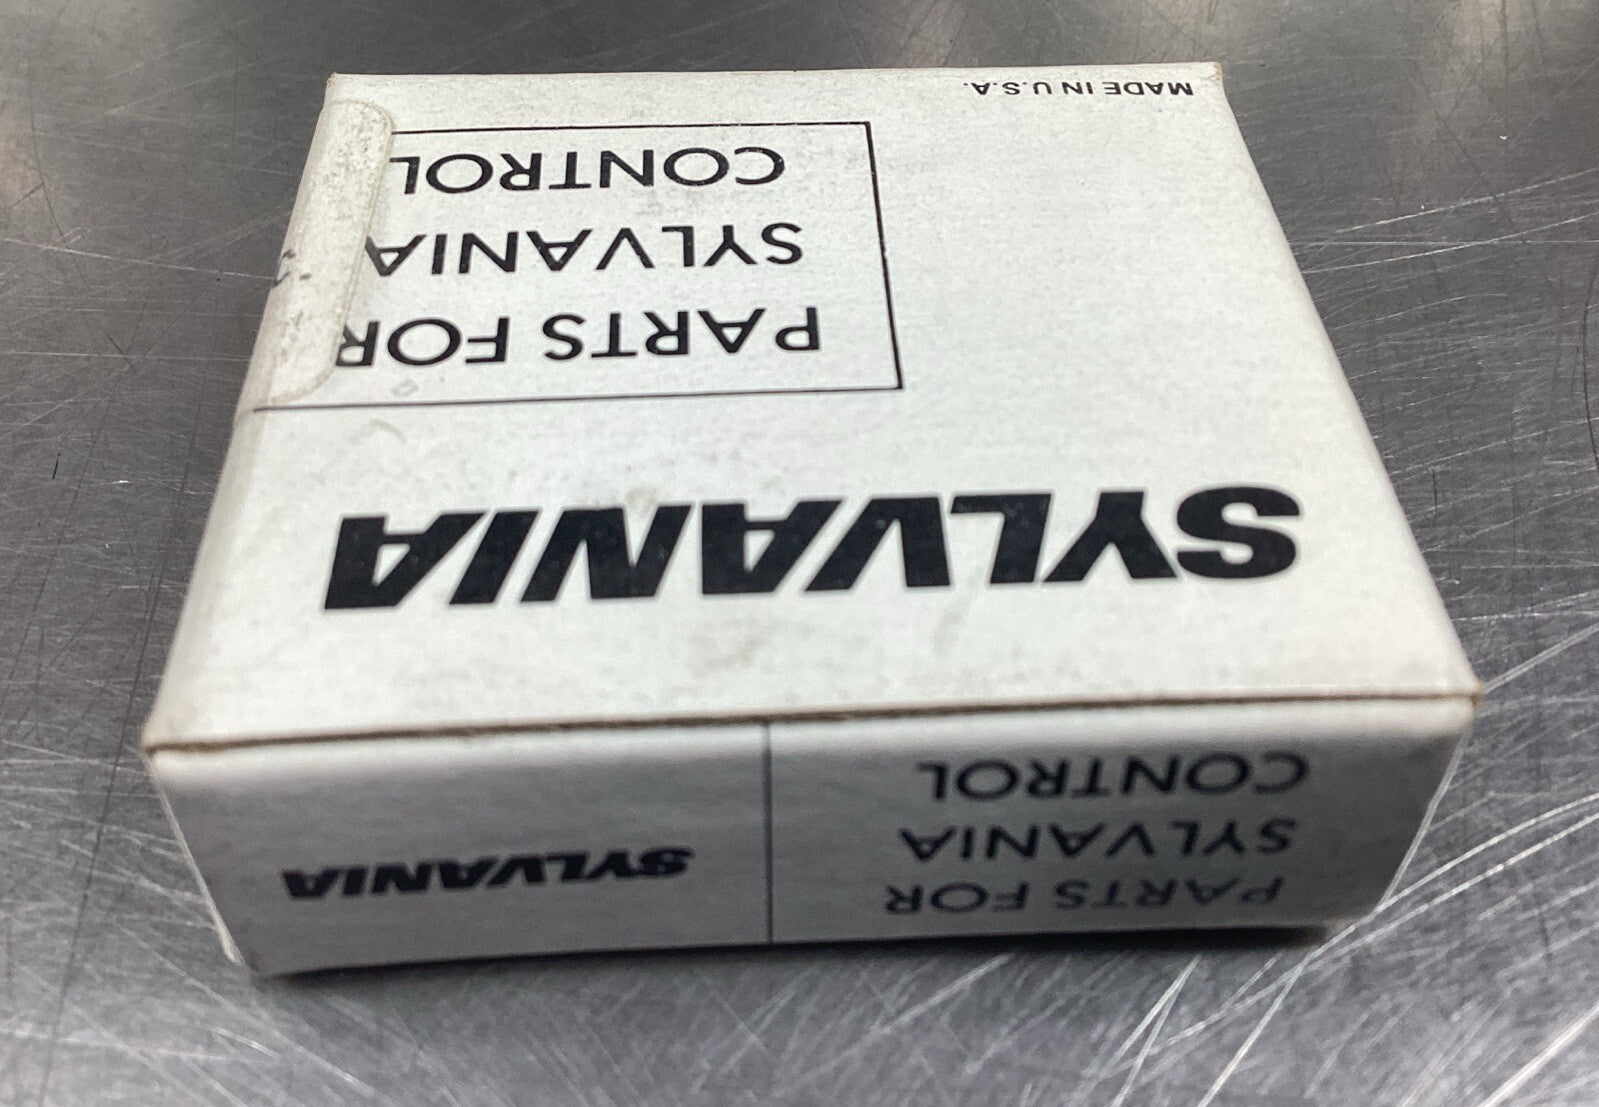 SYLVANIA
PARTS FOR
SYLVANIA
CONTROL
MADE IN U.S.A.
PARTS FOR
SYLVANIA
CONTROL
SYLVANIA